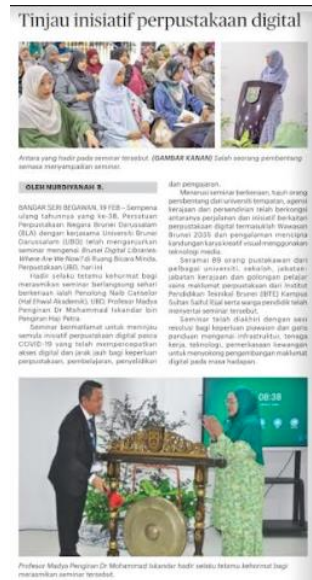 Tinjau inisiatif perpustakaan digital
Antara yang hadir pada seminar tersebut. (GAMBAR KANAN) Salah seorang pembentang
semasa menyampaikan seminar.
OLEH NURDIYANAH R.
BANDAR SERI BEGAWAN, 19 FEB – Sempena
ulang tahunnya yang ke-38, Persatuan
Perpustakaan Negara Brunei Darussalam
(BLA) dengan kerjasama Universiti Brunei
Darussalam (UBD) telah menganjurkan
seminar mengenai Brunei Digital Libraries:
Where Are We Now? di Ruang Bicara Minda,
Perpustakaan UBD, hari ini.
Hadir selaku tetamu kehormat bagi
merasmikan seminar berlangsung sehari
berkenaan ialah Penolong Naib Canselor
(Hal Ehwal Akademik), UBD, Profesor Madya
Pengiran Dr Mohammad Iskandar bin
Pengiran Haji Petra.
Seminar bermatlamat untuk meninjau
semula inisiatif perpustakaan digital pasca
COVID-19 yang telah mempercepatkan
akses digital dan jarak jauh bagi keperluan
perpustakaan, pembelajaran, penyelidikan
dan pengajaran.
Menerusi seminar berkenaan, tujuh orang
pembentang dari universiti tempatan, agensi
kerajaan dan persendirian telah berkongsi
antaranya perjalanan dan inisiatif berkaitan
perpustakaan digital termasuklah Wawasan
Brunei 2035 dan pengalaman mencipta
kandungan karya kreatif visual menggunakan
teknologi media.
Seramai 89 orang pustakawan dari
pelbagai universiti, sekolah, jabatan-
jabatan kerajaan dan golongan pelajar
sains maklumat perpustakaan dari Institut
Pendidikan Teknikal Brunei (IBTE) Kampus
Sultan Saiful Rijal serta warga pendidik telah
menyertai seminar tersebut.
Seminar telah diakhiri dengan sesi
resolusi bagi keperluan piawaian dan garis
panduan mengenai infrastruktur, tenaga
kerja, teknologi, pemerkasaan kewangan
untuk menyokong pengembangan maklumat
digital pada masa hadapan.
08:38
Profesor Madya Pengiran Dr Mohammad Iskandar hadir selaku tetamu kehormat bagi
merasmikan seminar tersebut.